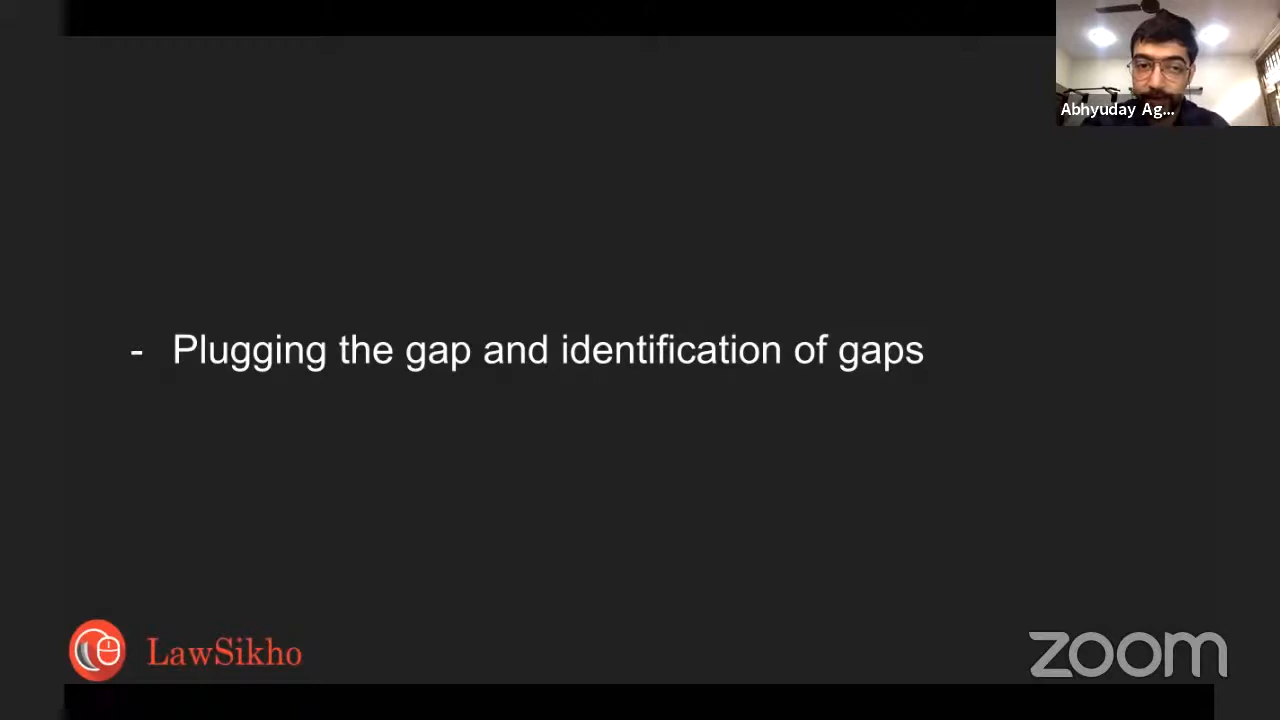 Abhyuday Ag...
- Plugging the gap and identification of gaps
LawSikho
zoom